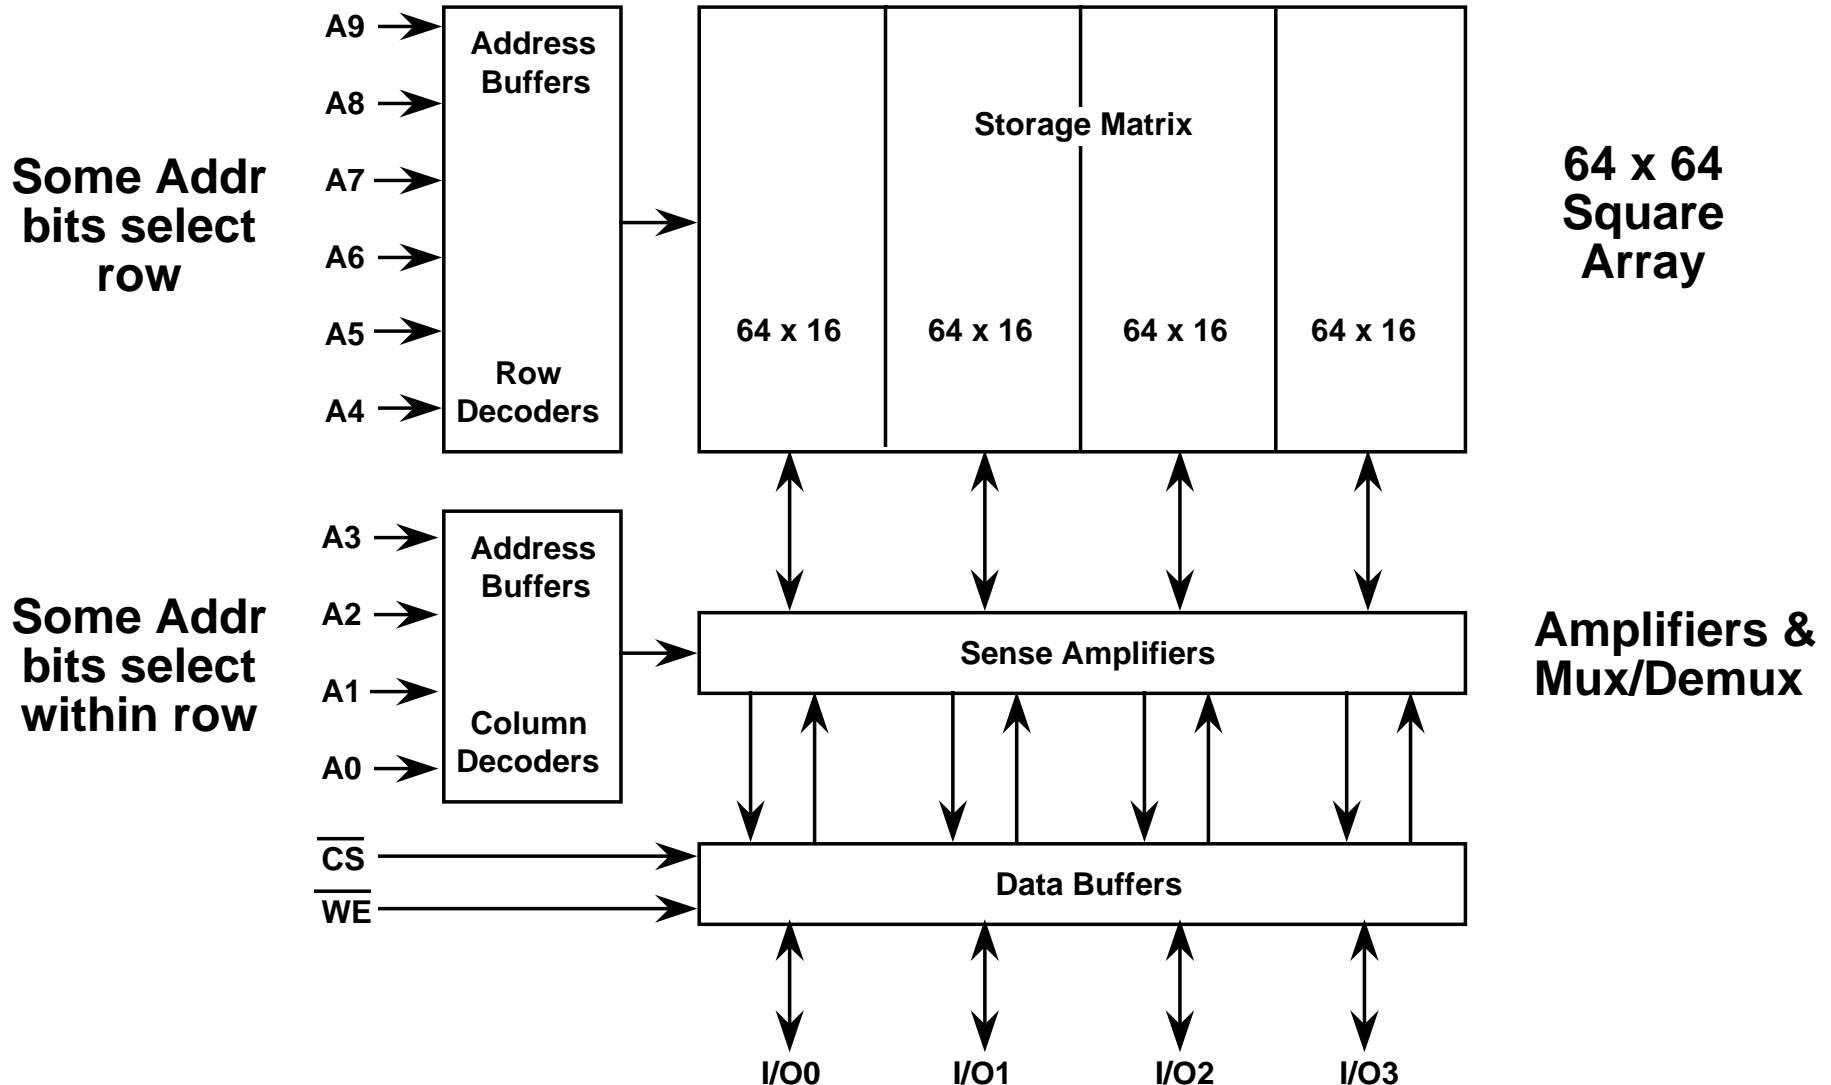 Some Addr
bits select
row
A9
A8
A7
A6
A5
A4
Address
Buffers
Row
Decoders
Storage Matrix
64 x 16
64 x 16
64 x 16
64 x 16
64 x 64
Square
Array
Some Addr
bits select
within row
A3
A2
A1
A0
Address
Buffers
Column
Decoders
Sense Amplifiers
Amplifiers &
Mux/Demux
CS
WE
Data Buffers
I/O0
I/O1
I/O2
I/O3